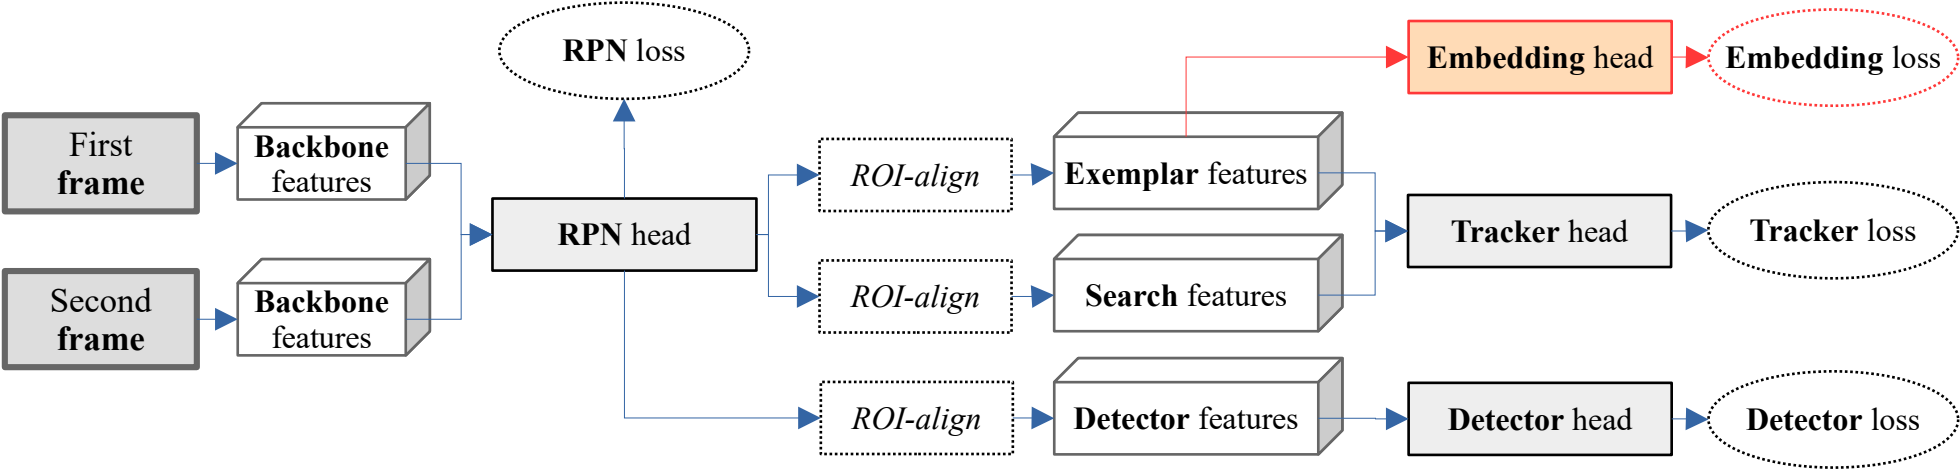 First
frame
Backbone
features
Second
frame
Backbone
features
RPN loss
RPN head
ROI-align
Exemplar features
Embedding head
Embedding loss
ROI-align
Search features
Tracker head
Tracker loss
ROI-align
Detector features
Detector head
Detector loss